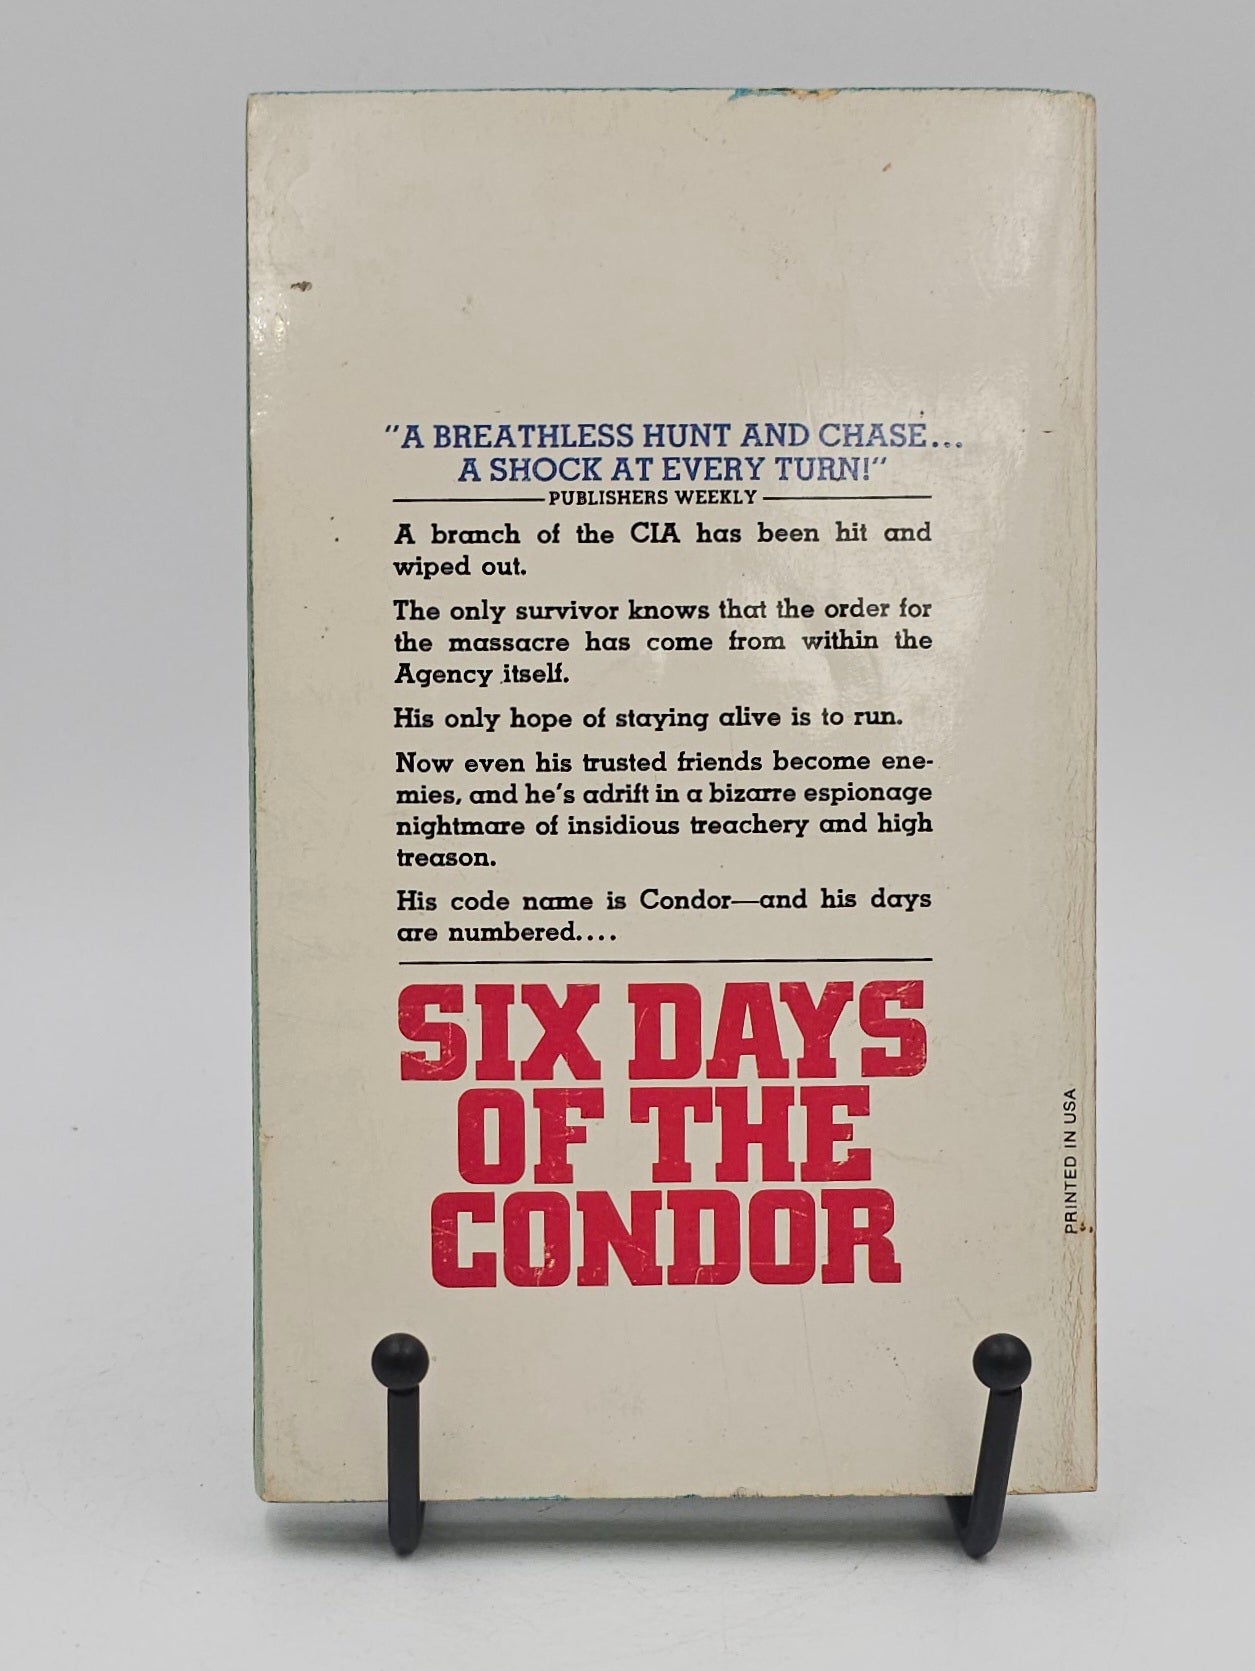 "A BREATHLESS HUNT AND CHASE...
A SHOCK AT EVERY TURN!"
PUBLISHERS WEEKLY
A branch of the CIA has been hit and
wiped out.
The only survivor knows that the order for
the massacre has come from within the
Agency itself.
His only hope of staying alive is to run.
Now even his trusted friends become ene-
mies, and he's adrift in a bizarre espionage
nightmare of insidious treachery and high
treason.
His code name is Condor—and his days
are numbered....
SIX DAYS
OF THE
CONDOR
PRINTED IN USA